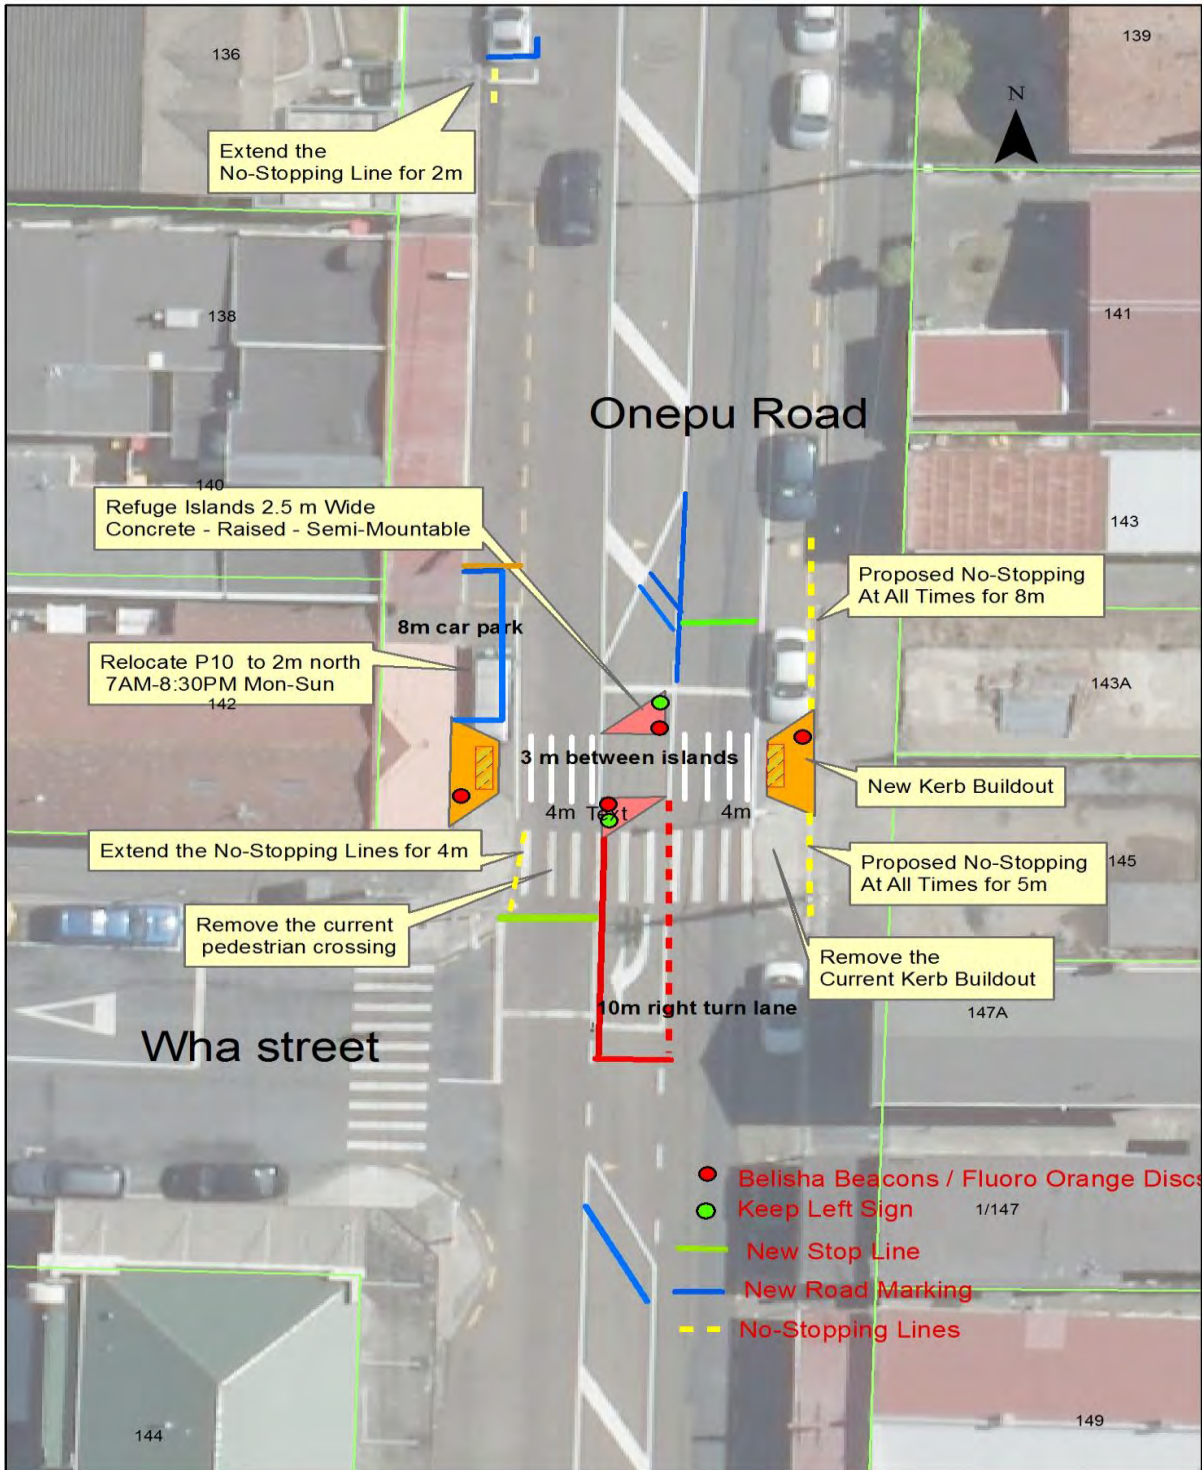 136
139
N
Extend the
No-Stopping Line for 2m
138
141
Onepu Road
140
Refuge Islands 2.5 m Wide
Concrete - Raised - Semi-Mountable
143
Proposed No-Stopping
At All Times for 8m
8m car park
Relocate P10 to 2m north
7AM-8:30PM Mon-Sun
142
143A
3 m between islands
New Kerb Buildout
4m
Text
4m
Extend the No-Stopping Lines for 4m
Proposed No-Stopping
At All Times for 5m
145
Remove the current
pedestrian crossing
Remove the
Current Kerb Buildout
10m right turn lane
147A
Wha street
Belisha Beacons / Fluoro Orange Discs
Keep Left Sign
1/147
New Stop Line
New Road Marking
No-Stopping Lines
149
144